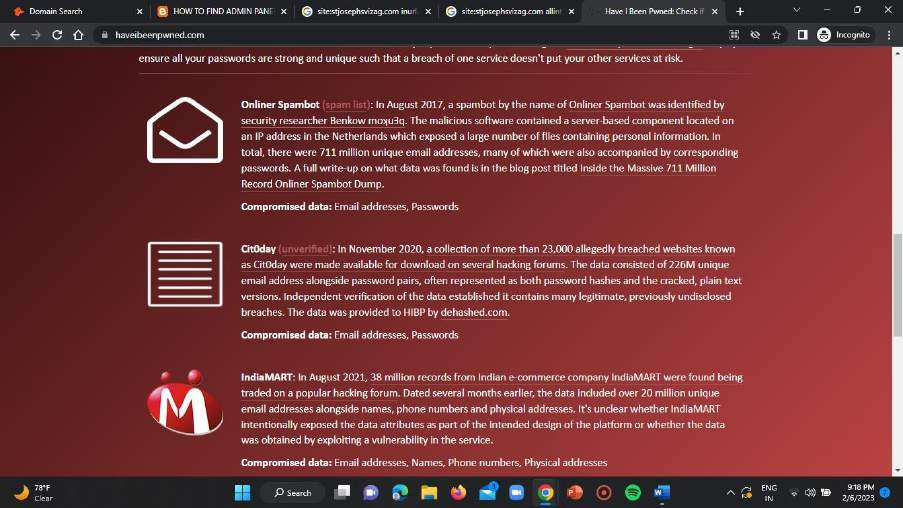 Domain Search
HOW TO FIND ADMIN PANE
site:stjosephsvizag.com inurl
site:stjosephsvizag.com allint
Have I Been Pwned: Check if
haveibeenpwned.com
Incognito
ensure all your passwords are strong and unique such that a breach of one service doesn't put your other services at risk.
Onliner Spambot (spam list): In August 2017, a spambot by the name of Onliner Spambot was identified by
security researcher Benkow moʞuƎq. The malicious software contained a server-based component located on
an IP address in the Netherlands which exposed a large number of files containing personal information. In
total, there were 711 million unique email addresses, many of which were also accompanied by corresponding
passwords. A full write-up on what data was found is in the blog post titled Inside the Massive 711 Million
Record Onliner Spambot Dump.
Compromised data: Email addresses, Passwords
Cit0day (unverified): In November 2020, a collection of more than 23,000 allegedly breached websites known
as Cit0day were made available for download on several hacking forums. The data consisted of 226M unique
email address alongside password pairs, often represented as both password hashes and the cracked, plain text
versions. Independent verification of the data established it contains many legitimate, previously undisclosed
breaches. The data was provided to HIBP by dehashed.com.
Compromised data: Email addresses, Passwords
IndiaMART: In August 2021, 38 million records from Indian e-commerce company IndiaMART were found being
traded on a popular hacking forum. Dated several months earlier, the data included over 20 million unique
email addresses alongside names, phone numbers and physical addresses. It's unclear whether IndiaMART
intentionally exposed the data attributes as part of the intended design of the platform or whether the data
was obtained by exploiting a vulnerability in the service.
Compromised data: Email addresses, Names, Phone numbers, Physical addresses
78°F
Clear
Search
ENG
IN
9:18 PM
2/6/2023